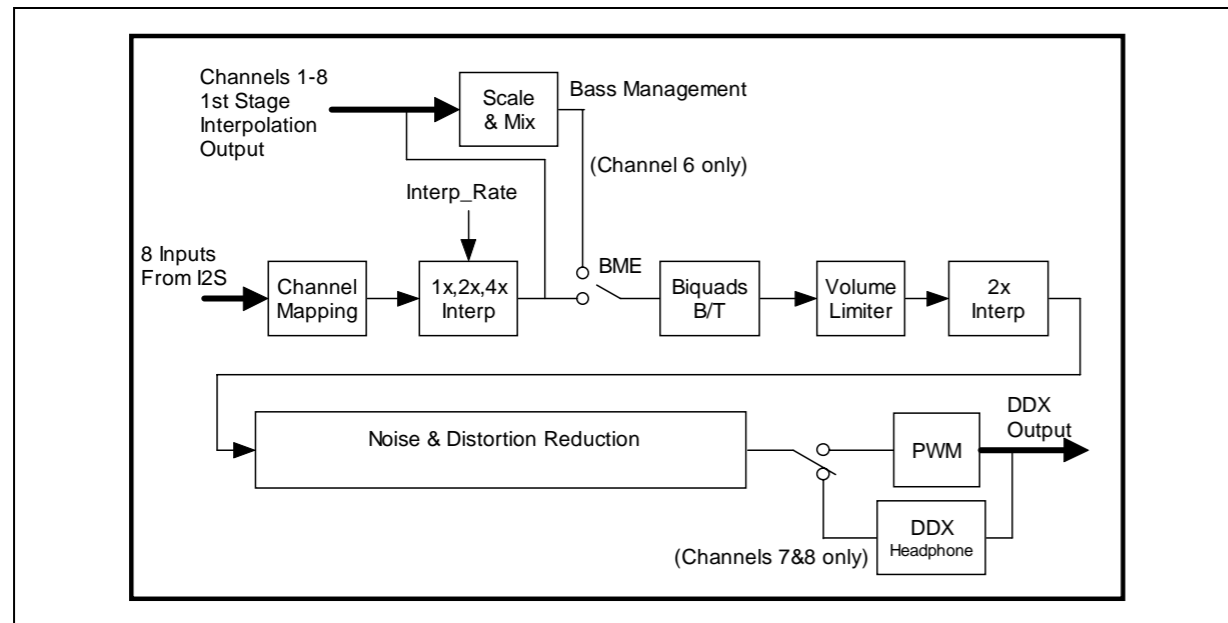 Channels 1-8
1st Stage
Interpolation
Output
Scale
& Mix
Bass Management
(Channel 6 only)
Interp_Rate
8 Inputs
From I2S
Channel
Mapping
1x,2x,4x
Interp
BME
Biquads
B/T
Volume
Limiter
2x
Interp
Noise & Distortion Reduction
PWM
DDX
Output
DDX
Headphone
(Channels 7&8 only)